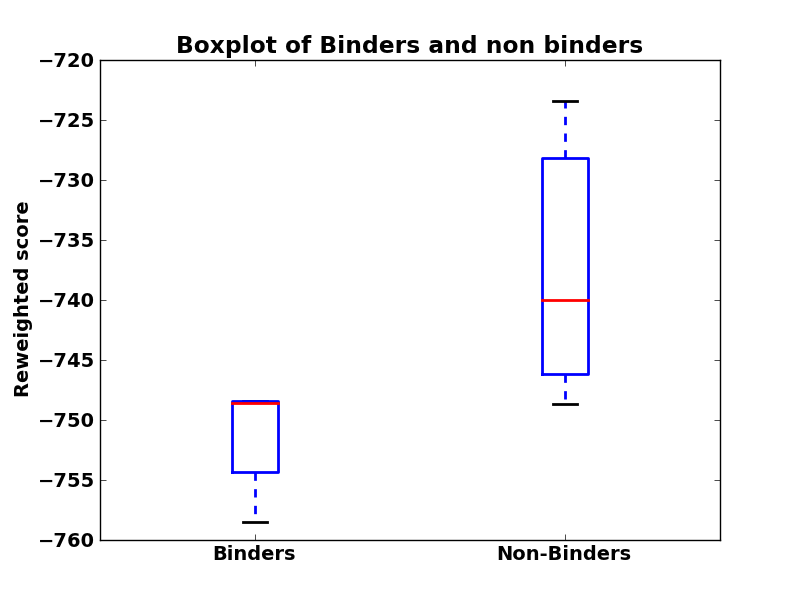 Boxplot of Binders and non binders
−720
−725
−730
−735
−740
−745
−750
−755
−760
Reweighted score
Binders
Non-Binders